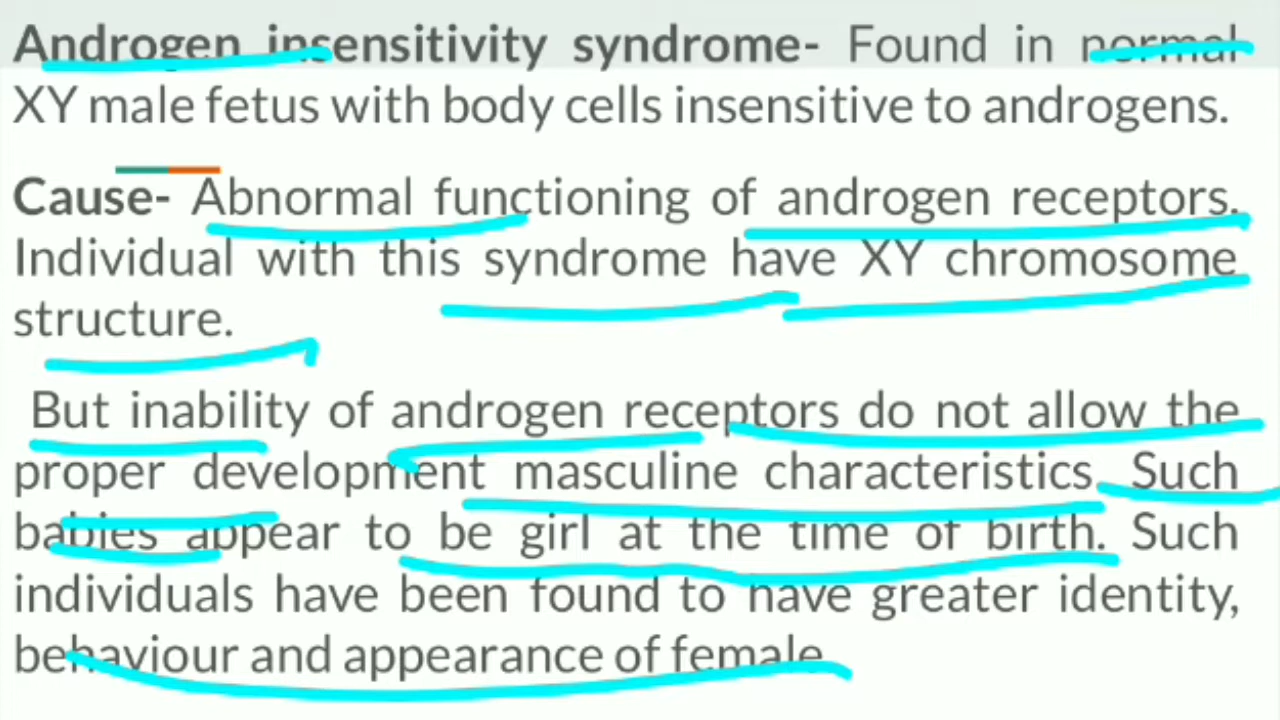 Androgen insensitivity syndrome- Found in normal
XY male fetus with body cells insensitive to androgens.
Cause- Abnormal functioning of androgen receptors.
Individual with this syndrome have XY chromosome
structure.
But inability of androgen receptors do not allow the
proper development masculine characteristics. Such
babies appear to be girl at the time of birth. Such
individuals have been found to have greater identity,
behaviour and appearance of female.